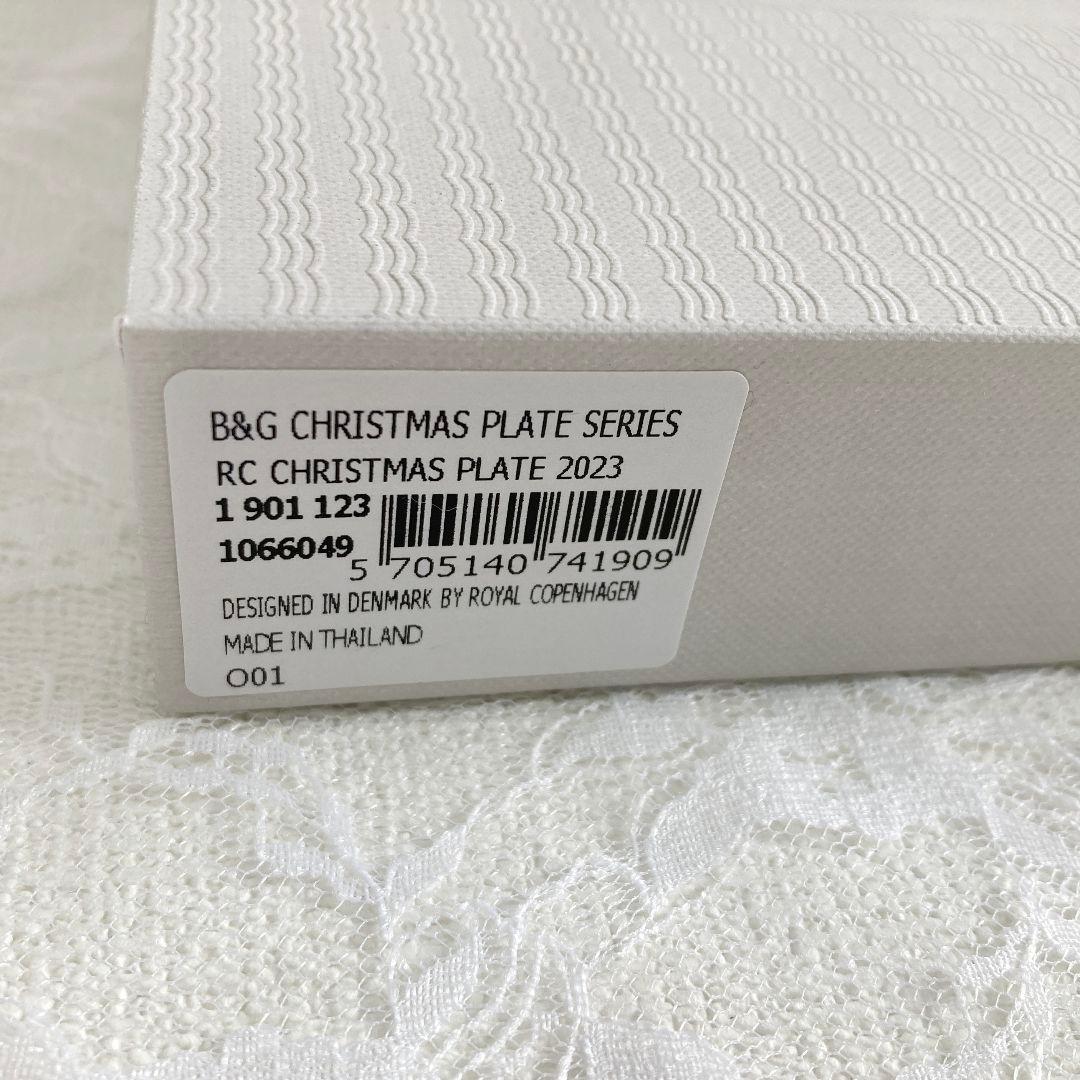 B&G CHRISTMAS PLATE SERIES
RC CHRISTMAS PLATE 2023
1 901 123
1066049
5 705140 741909
DESIGNED IN DENMARK BY ROYAL COPENHAGEN
MADE IN THAILAND
O01